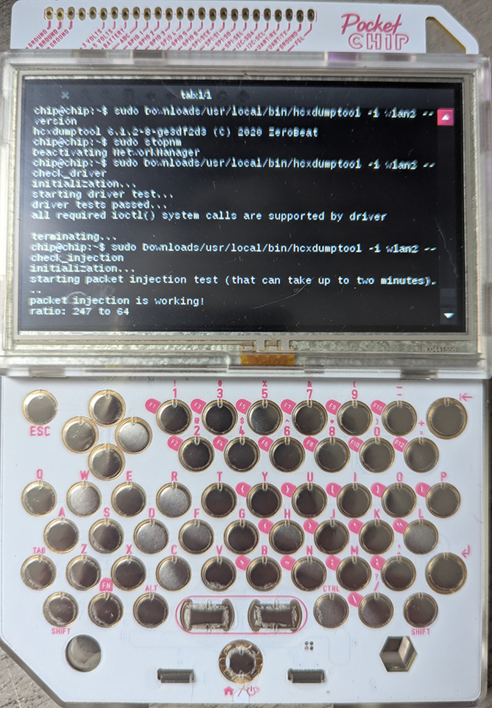 Pocket
CHIP
tab:1/1
chip@chip:~$ sudo Downloads/usr/local/bin/hcxdumptool -i wlan2 --
version
hcxdumptool 6.1.2-8-ge3df2d3 (C) 2020 ZeroBeat
chip@chip:~$ sudo stopnm
Deactivating NetworkManager
chip@chip:~$ sudo Downloads/usr/local/bin/hcxdumptool -i wlan2 --
check_driver
initialization...
starting driver test...
driver tests passed...
all required ioctl() system calls are supported by driver
terminating...
chip@chip:~$ sudo Downloads/usr/local/bin/hcxdumptool -i wlan2 --
check_injection
initialization...
starting packet injection test (that can take up to two minutes).
..
packet injection is working!
ratio: 247 to 64
! # % & ( _
1 3 5 7 9 -
ESC
@ $ ^ * ) +
2 4 6 8 0 =
Q W E R T Y U I O P
A S D F G H J K L
TAB Z X C V B N M
FN ALT CTRL /
SHIFT SHIFT